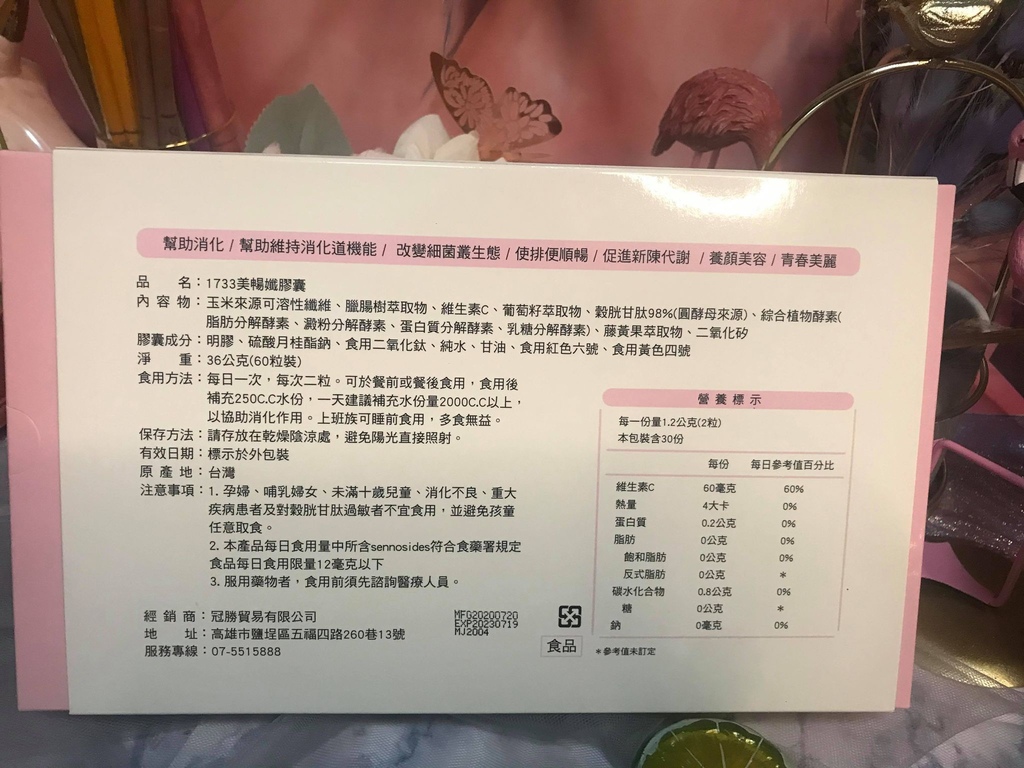 幫助消化 / 幫助維持消化道機能 / 改變細菌叢生態 / 使排便順暢 / 促進新陳代謝 / 養顏美容 / 青春美麗
品 名：1733美暢孅膠囊
內 容 物：玉米來源可溶性纖維、臘腸樹萃取物、維生素C、葡萄籽萃取物、穀胱甘肽98%(圓酵母來源)、綜合植物酵素(
脂肪分解酵素、澱粉分解酵素、蛋白質分解酵素、乳糖分解酵素)、藤黃果萃取物、二氧化矽
膠囊成分：明膠、硫酸月桂酯鈉、食用二氧化鈦、純水、甘油、食用紅色六號、食用黃色四號
淨 重：36公克(60粒裝)
食用方法：每日一次，每次二粒。可於餐前或餐後食用，食用後
補充250C.C水份，一天建議補充水份量2000C.C以上，
以協助消化作用。上班族可睡前食用，多食無益。
保存方法：請存放在乾燥陰涼處，避免陽光直接照射。
有效日期：標示於外包裝
原 產 地：台灣
注意事項：1. 孕婦、哺乳婦女、未滿十歲兒童、消化不良、重大
疾病患者及對穀胱甘肽過敏者不宜食用，並避免孩童
任意取食。
2. 本產品每日食用量中所含sennosides符合食藥署規定
食品每日食用限量12毫克以下
3. 服用藥物者，食用前須先諮詢醫療人員。
經 銷 商：冠勝貿易有限公司
地 址：高雄市鹽埕區五福四路260巷13號
服務專線：07-5515888
MFG20200720
EXP20230719
MJ2004
食品
營養標示
每一份量1.2公克(2粒)
本包裝含30份
每份 每日參考值百分比
維生素C 60毫克 60%
熱量 4大卡 0%
蛋白質 0.2公克 0%
脂肪 0公克 0%
飽和脂肪 0公克 0%
反式脂肪 0公克 *
碳水化合物 0.8公克 0%
糖 0公克 *
鈉 0毫克 0%
*參考值未訂定